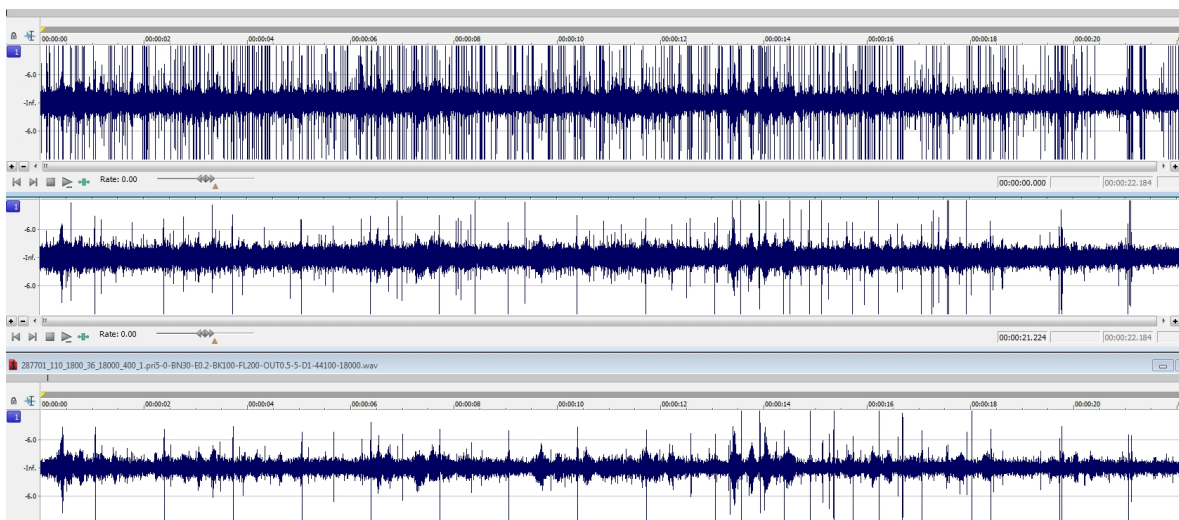 00:00:00 00:00:02 00:00:04 00:00:06 00:00:08 00:00:10 00:00:12 00:00:14 00:00:16 00:00:18 00:00:20
1
-6.0
-Inf.
-6.0
Rate: 0.00 00:00:00.000 00:00:22.184
1
-6.0
-Inf.
-6.0
Rate: 0.00 00:00:21.224 00:00:22.184
287701_110_1800_36_18000_400_1.pri5-0-BN30-E0.2-BK100-FL200-OUT0.5-5-D1-44100-18000.wav
00:00:00 00:00:02 00:00:04 00:00:06 00:00:08 00:00:10 00:00:12 00:00:14 00:00:16 00:00:18 00:00:20
1
-6.0
-Inf.
-6.0